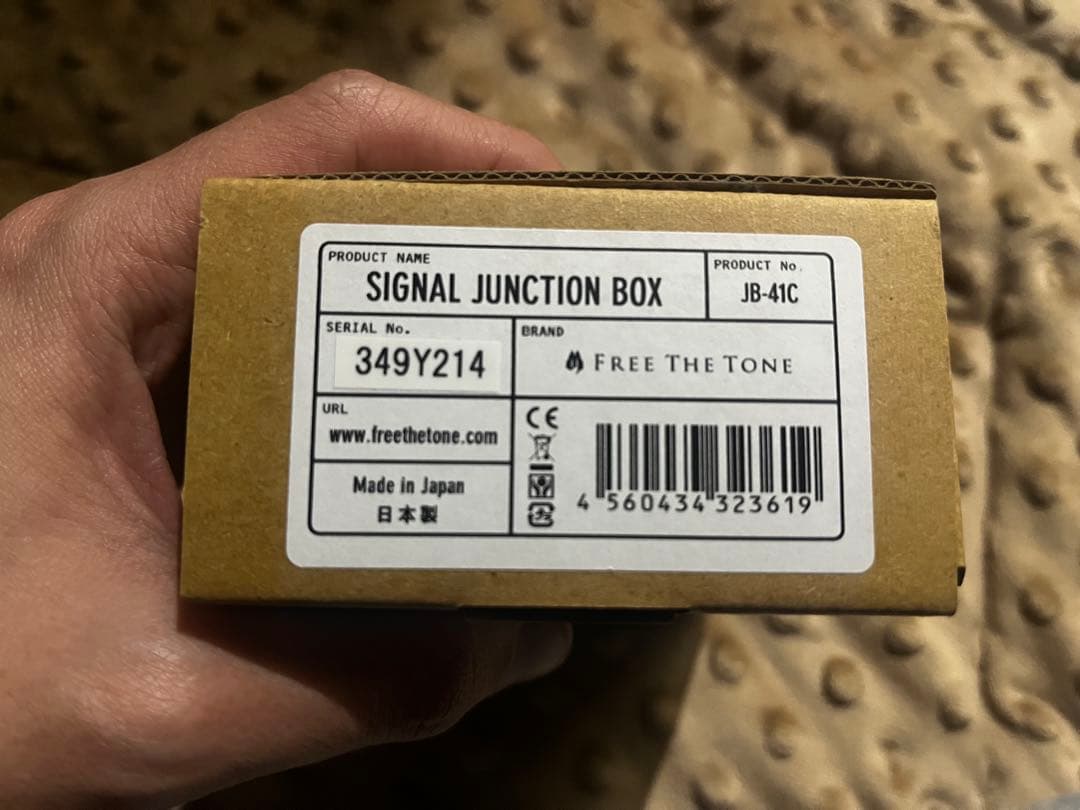 PRODUCT NAME
SIGNAL JUNCTION BOX
PRODUCT No.
JB-41C
SERIAL No.
349Y214
BRAND
FREE THE TONE
URL
www.freethetone.com
Made in Japan
日本製
CE
4 560434 323619